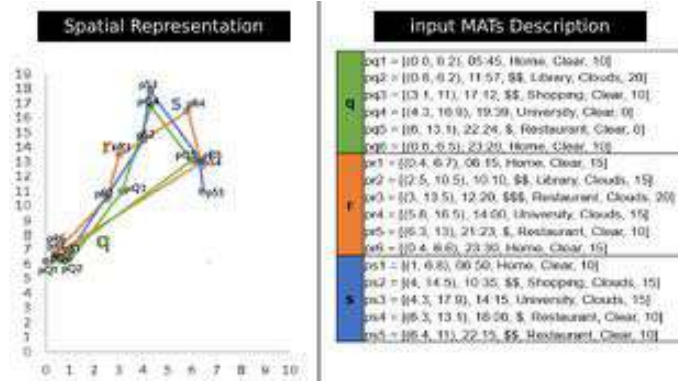 Spatial Representation
input MATs Description
19
18
17
16
15
14
13
12
11
10
9
8
7
6
5
4
3
2
1
0
0 1 2 3 4 5 6 7 8 9 10
r
s
q
q
r
s
pq1 = [(0.0, 6.2), 05:45, Home, Clear, 10]
pq2 = [(0.8, 6.2), 11:57, $$, Library, Clouds, 20]
pq3 = [(3.1, 11), 17:12, $$, Shopping, Clear, 10]
pq4 = [(4.3, 16.9), 19:39, University, Clear, 0]
pq5 = [(6, 13.1), 22:24, $, Restaurant, Clear, 0]
pq6 = [(0.8, 6.5), 23:20, Home, Clear, 10]
pr1 = [(0.4, 6.7), 06:15, Home, Clear, 15]
pr2 = [(2.5, 10.5), 10:10, $$, Library, Clouds, 15]
pr3 = [(3, 13.5), 12:20, $$$, Restaurant, Clouds, 20]
pr4 = [(5.8, 16.5), 14:00, University, Clouds, 15]
pr5 = [(6.3, 13), 21:23, $, Restaurant, Clear, 10]
pr6 = [(0.4, 6.6), 23:30, Home, Clear, 15]
ps1 = [(1, 6.8), 06:50, Home, Clear, 10]
ps2 = [(4, 14.5), 10:35, $$, Shopping, Clouds, 15]
ps3 = [(4.3, 17.9), 14:15, University, Clouds, 15]
ps4 = [(6.3, 13.1), Restaurant, Clear, 10]
ps5 = [(6.4, 11), 22:15, $$, Restaurant, Clear, 10]